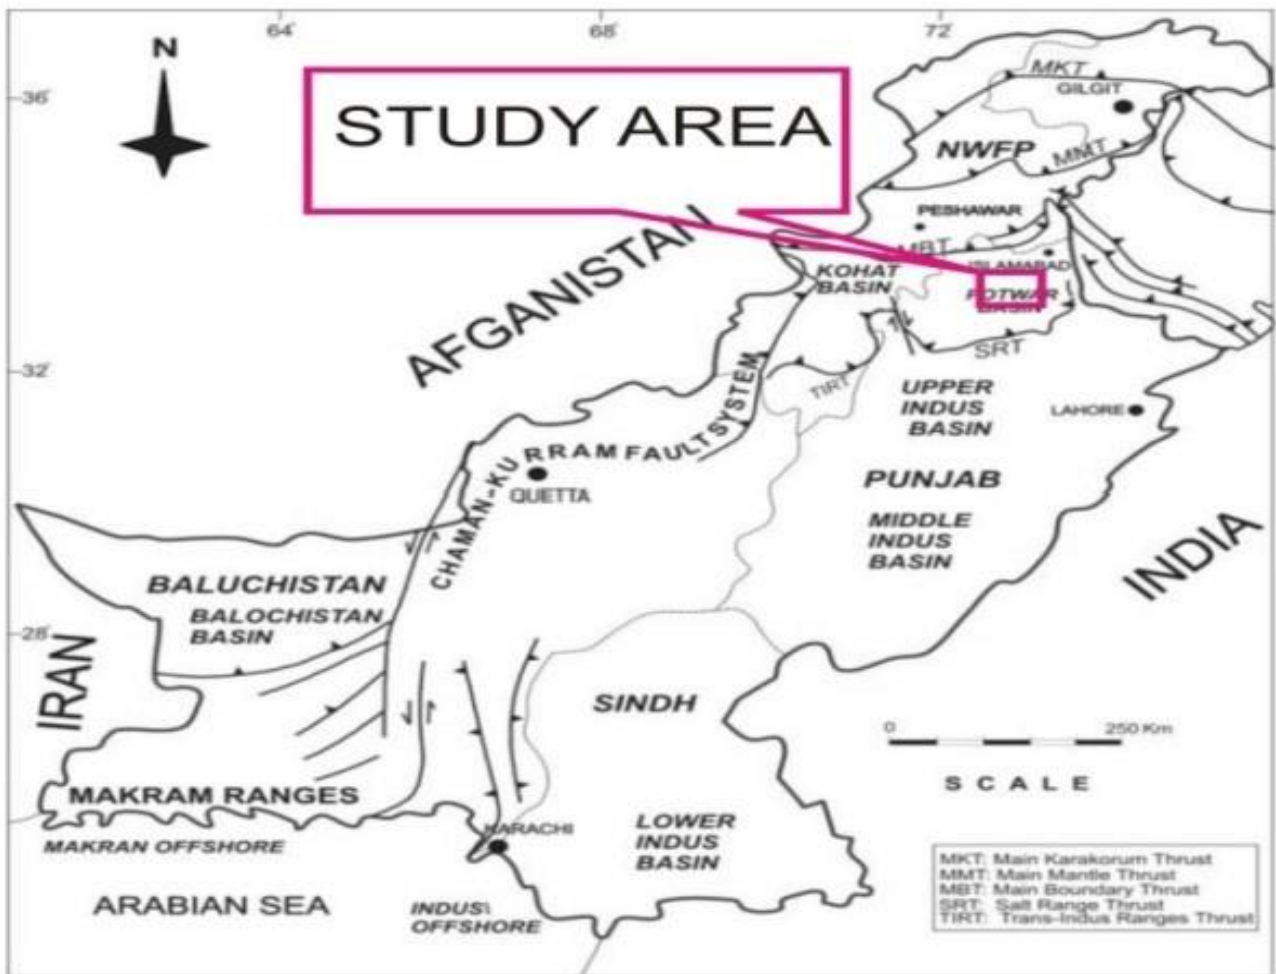 64°
68°
72°
N
36°
32°
28°
STUDY AREA
MKT
GILGIT
NWFP
MMT
PESHAWAR
MBT
ISLAMABAD
KOHAT
BASIN
POTWAR
BASIN
SRT
TIRT
AFGANISTAN
UPPER
INDUS
BASIN
LAHORE
CHAMAN-KURRAM FAULT SYSTEM
QUETTA
PUNJAB
MIDDLE
INDUS
BASIN
INDIA
BALUCHISTAN
BALOCHISTAN
BASIN
IRAN
SINDH
0 250 Km
SCALE
MAKRAM RANGES
MAKRAN OFFSHORE
KARACHI
LOWER
INDUS
BASIN
ARABIAN SEA
INDUS
OFFSHORE
MKT: Main Karakorum Thrust
MMT: Main Mantle Thrust
MBT: Main Boundary Thrust
SRT: Salt Range Thrust
TIRT: Trans-Indus Ranges Thrust